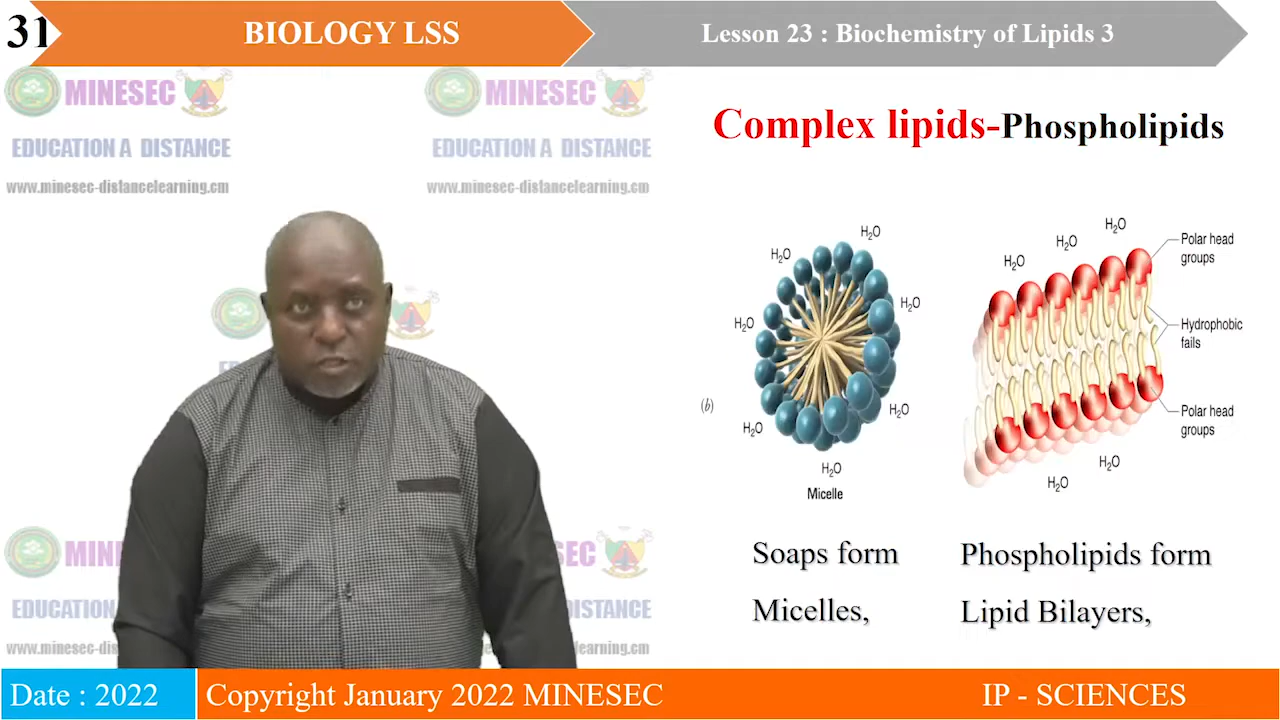 31
BIOLOGY LSS
Lesson 23 : Biochemistry of Lipids 3
MINESEC
EDUCATION A DISTANCE
www.minesec-distancelearning.cm
MINESEC
EDUCATION A DISTANCE
www.minesec-distancelearning.cm
Complex lipids-Phospholipids
H₂O
H₂O
H₂O
H₂O
H₂O
H₂O
H₂O
(b)
Micelle
H₂O
H₂O
H₂O
Polar head
groups
Hydrophobic
fails
Polar head
groups
H₂O
H₂O
Soaps form
Micelles,
Phospholipids form
Lipid Bilayers,
Date : 2022
Copyright January 2022 MINESEC
IP - SCIENCES